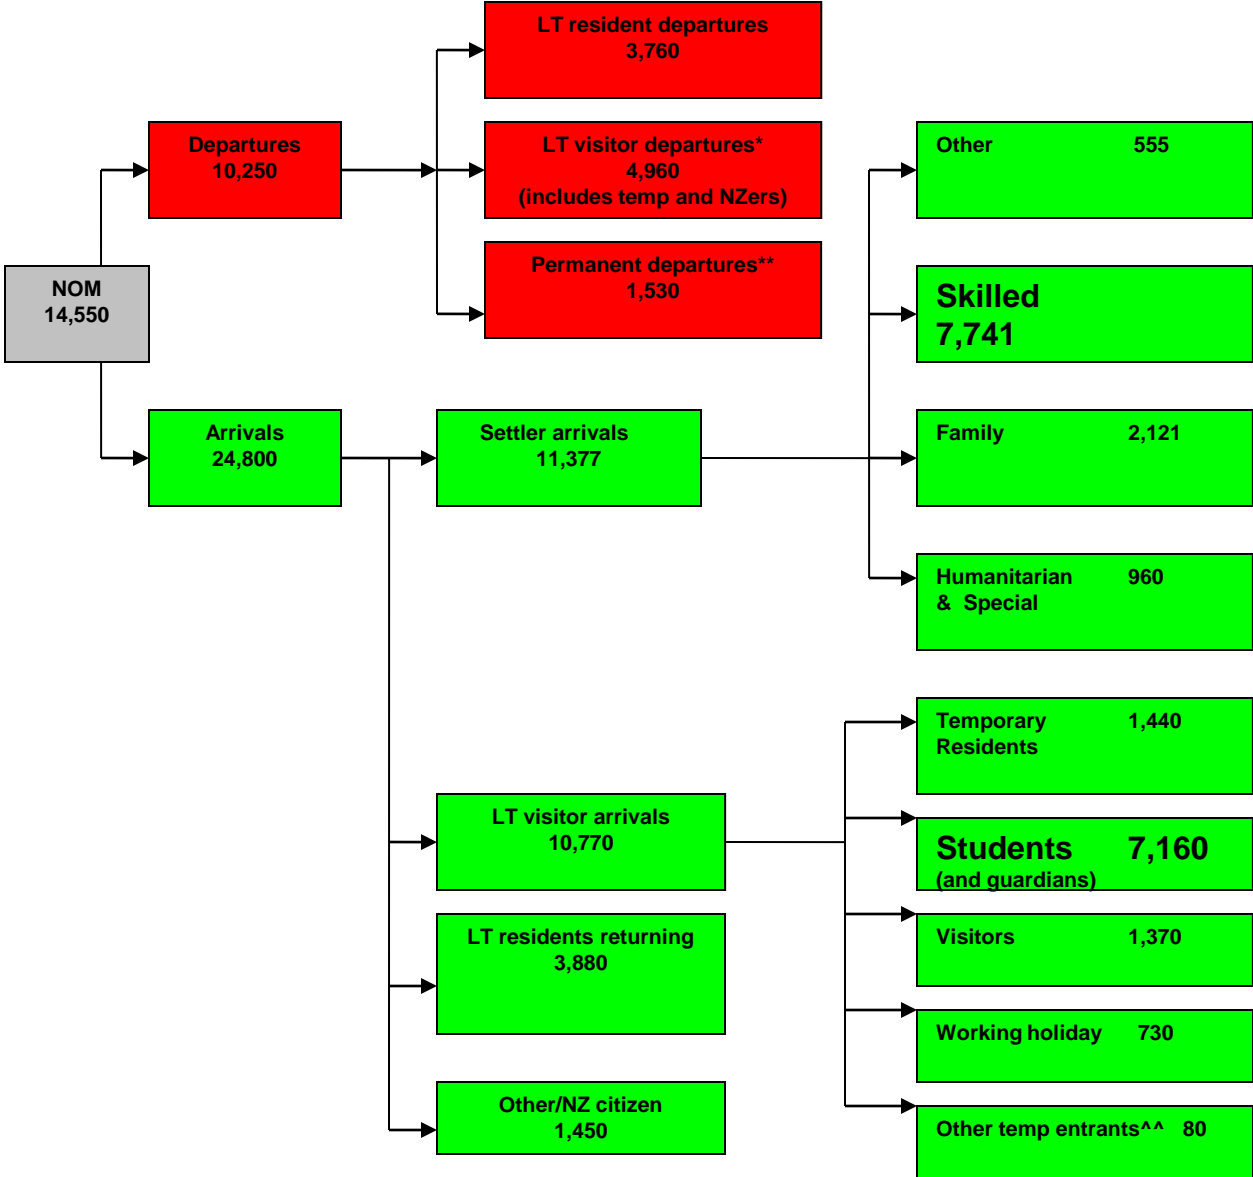 LT resident departures
3,760
Departures
10,250
LT visitor departures*
4,960
(includes temp and NZers)
Permanent departures**
1,530
NOM
14,550
Arrivals
24,800
Settler arrivals
11,377
Other 555
Skilled
7,741
Family 2,121
Humanitarian 960
& Special
LT visitor arrivals
10,770
Temporary 1,440
Residents
Students 7,160
(and guardians)
Visitors 1,370
Working holiday 730
Other temp entrants^^ 80
LT residents returning
3,880
Other/NZ citizen
1,450